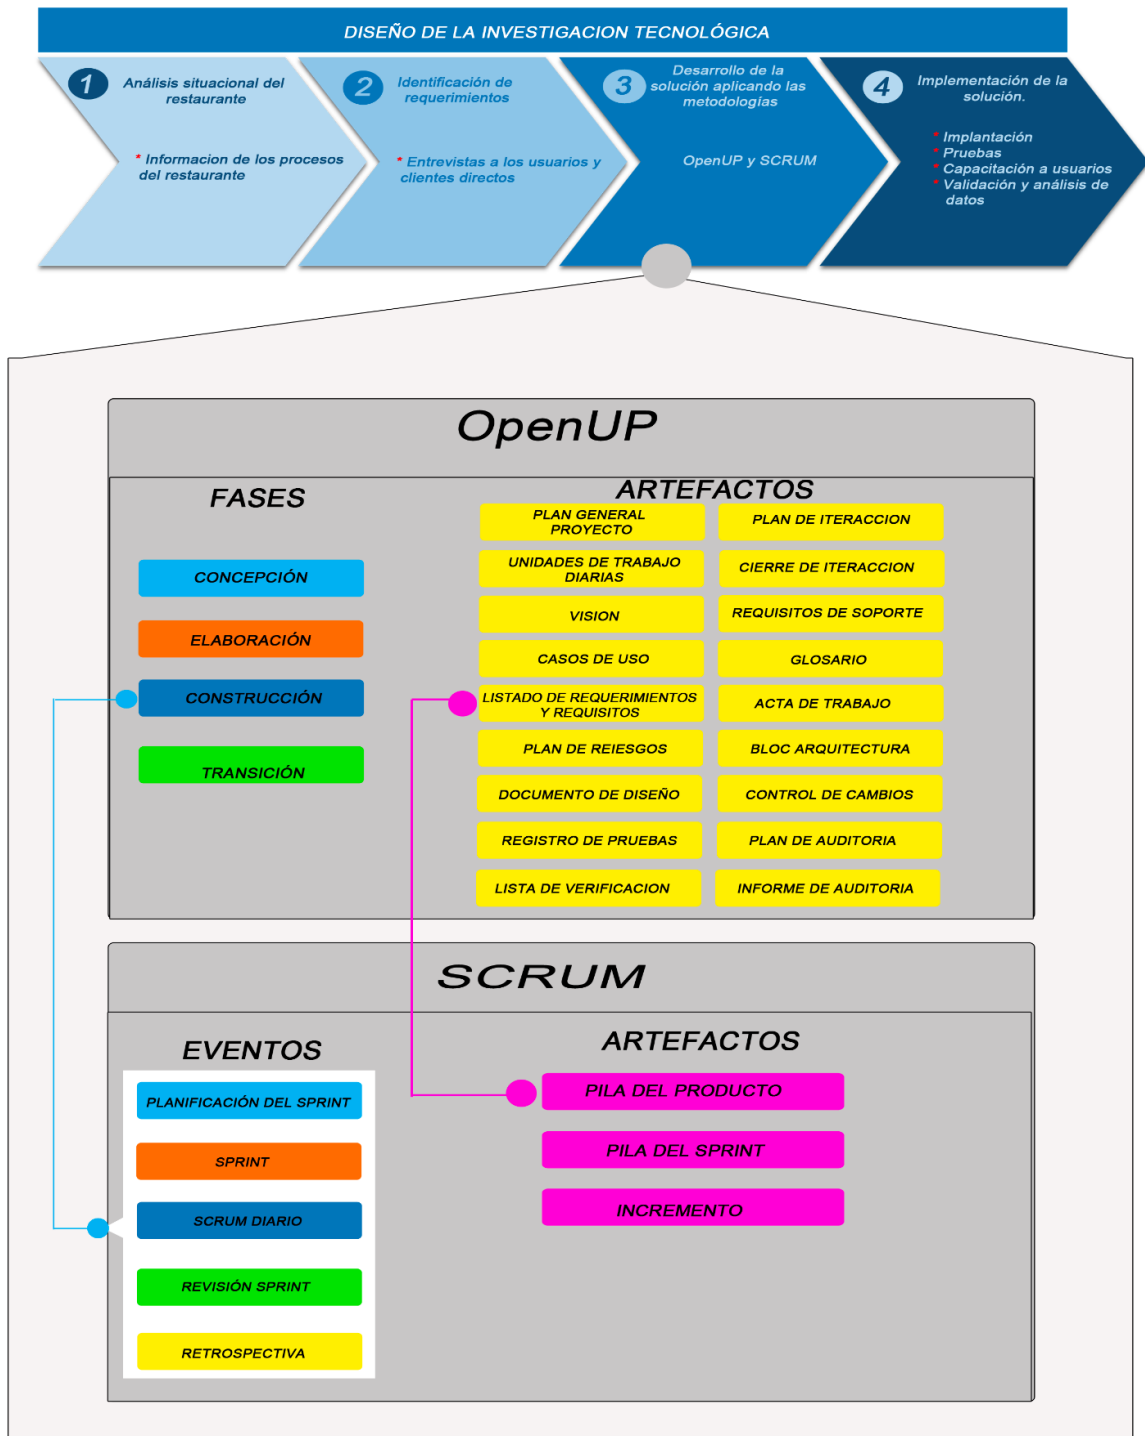 DISEÑO DE LA INVESTIGACION TECNOLÓGICA
1
Análisis situacional del
restaurante
* Informacion de los procesos
del restaurante
2
Identificación de
requerimientos
* Entrevistas a los usuarios y
clientes directos
3
Desarrollo de la
solución aplicando las
metodologías
OpenUP y SCRUM
4
Implementación de la
solución.
* Implantación
* Pruebas
* Capacitación a usuarios
* Validación y análisis de
datos
OpenUP
FASES
CONCEPCIÓN
ELABORACIÓN
CONSTRUCCIÓN
TRANSICIÓN
ARTEFACTOS
PLAN GENERAL
PROYECTO
PLAN DE ITERACCION
UNIDADES DE TRABAJO
DIARIAS
CIERRE DE ITERACCION
VISION
REQUISITOS DE SOPORTE
CASOS DE USO
GLOSARIO
LISTADO DE REQUERIMIENTOS
Y REQUISITOS
ACTA DE TRABAJO
PLAN DE REIESGOS
BLOC ARQUITECTURA
DOCUMENTO DE DISEÑO
CONTROL DE CAMBIOS
REGISTRO DE PRUEBAS
PLAN DE AUDITORIA
LISTA DE VERIFICACION
INFORME DE AUDITORIA
SCRUM
EVENTOS
PLANIFICACIÓN DEL SPRINT
SPRINT
SCRUM DIARIO
REVISIÓN SPRINT
RETROSPECTIVA
ARTEFACTOS
PILA DEL PRODUCTO
PILA DEL SPRINT
INCREMENTO